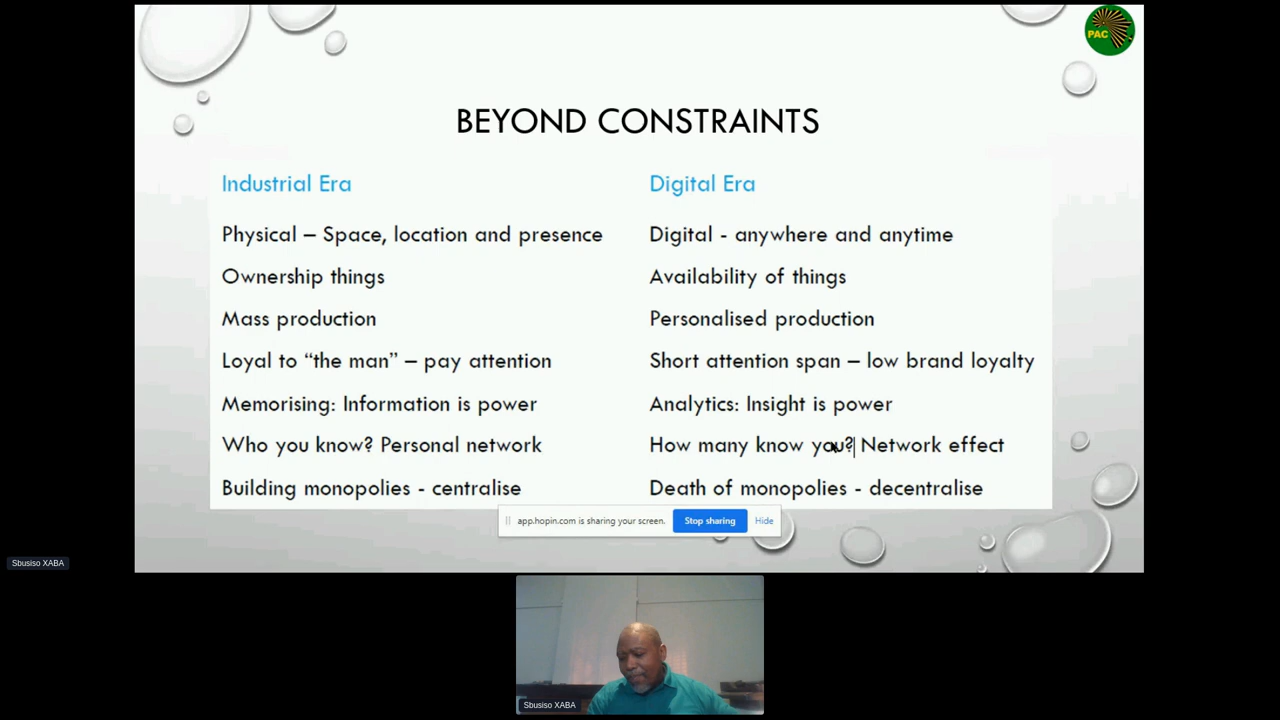 PAC
BEYOND CONSTRAINTS
Industrial Era
Digital Era
Physical – Space, location and presence
Digital - anywhere and anytime
Ownership things
Availability of things
Mass production
Personalised production
Loyal to “the man” – pay attention
Short attention span – low brand loyalty
Memorising: Information is power
Analytics: Insight is power
Who you know? Personal network
How many know you? Network effect
Building monopolies - centralise
Death of monopolies - decentralise
app.hopin.com is sharing your screen.
Stop sharing
Hide
Sbusiso XABA
Sbusiso XABA